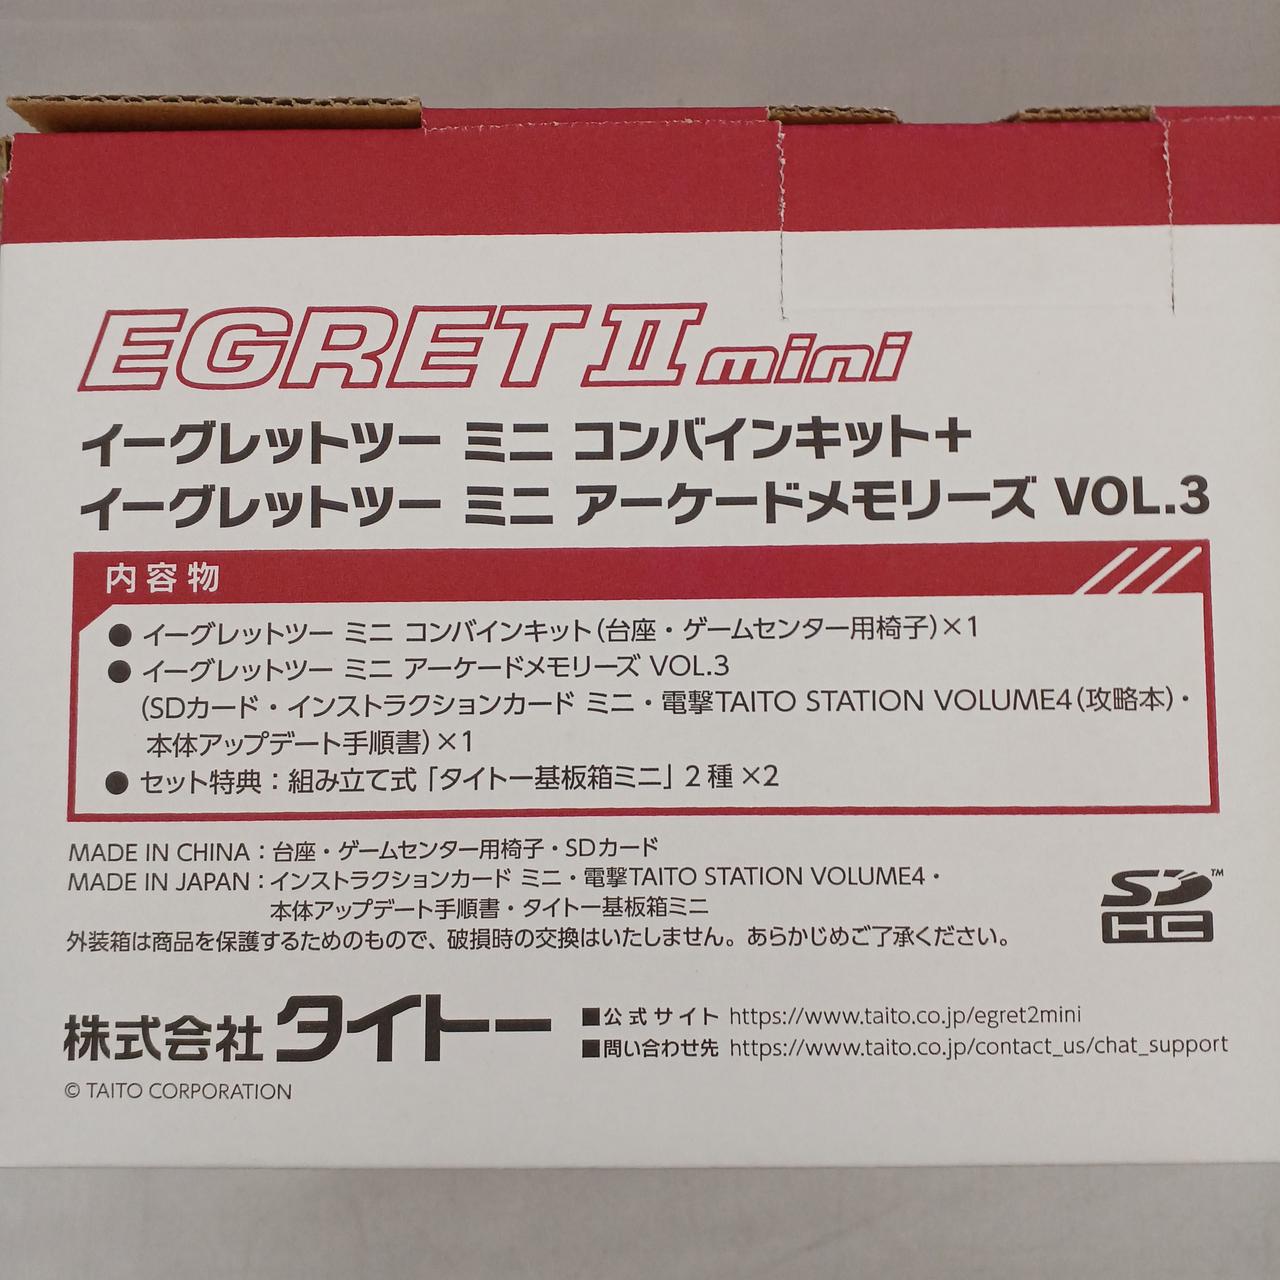 EGRET II mini
イーグレットツー ミニ コンバインキット+
イーグレットツー ミニ アーケードメモリーズ VOL.3
内容物
● イーグレットツー ミニ コンバインキット(台座・ゲームセンター用椅子)×1
● イーグレットツー ミニ アーケードメモリーズ VOL.3
(SDカード・インストラクションカード ミニ・電撃TAITO STATION VOLUME4(攻略本)・
本体アップデート手順書)×1
● セット特典:組み立て式「タイトー基板箱ミニ」2種×2
MADE IN CHINA:台座・ゲームセンター用椅子・SDカード
MADE IN JAPAN:インストラクションカード ミニ・電撃TAITO STATION VOLUME4・
本体アップデート手順書・タイトー基板箱ミニ
外装箱は商品を保護するためのもので、破損時の交換はいたしません。あらかじめご了承ください。
SD HC ™
株式会社タイトー
■公式サイト https://www.taito.co.jp/egret2mini
■問い合わせ先 https://www.taito.co.jp/contact_us/chat_support
© TAITO CORPORATION